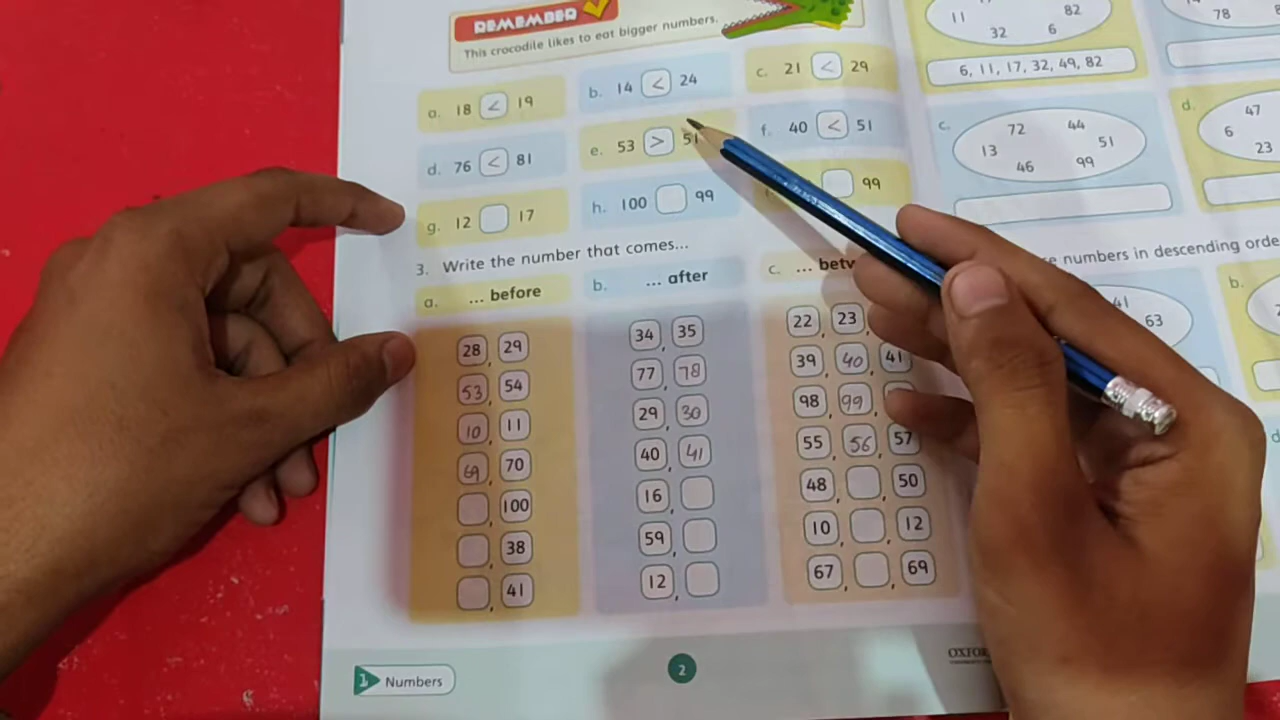 REMEMBER
This crocodile likes to eat bigger numbers.
a. 18 < 19
b. 14 < 24
c. 21 < 29
d. 76 < 81
e. 53 > 51
f. 40 < 51
g. 12 17
h. 100 99
99
3. Write the number that comes...
a. ... before
28, 29
53, 54
10, 11
69, 70
, 100
, 38
, 41
b. ... after
34, 35
77, 78
29, 30
40, 41
16,
59,
12,
c. ...
22, 23,
39, 40, 41
98, 99,
55, 56, 57
48, , 50
10, , 12
67, , 69
1 Numbers
2
11 82
32 6
6, 11, 17, 32, 49, 82
78
c. 72 44
13 51
46 99
d. 47
6
23
numbers in descending
41
63
b.